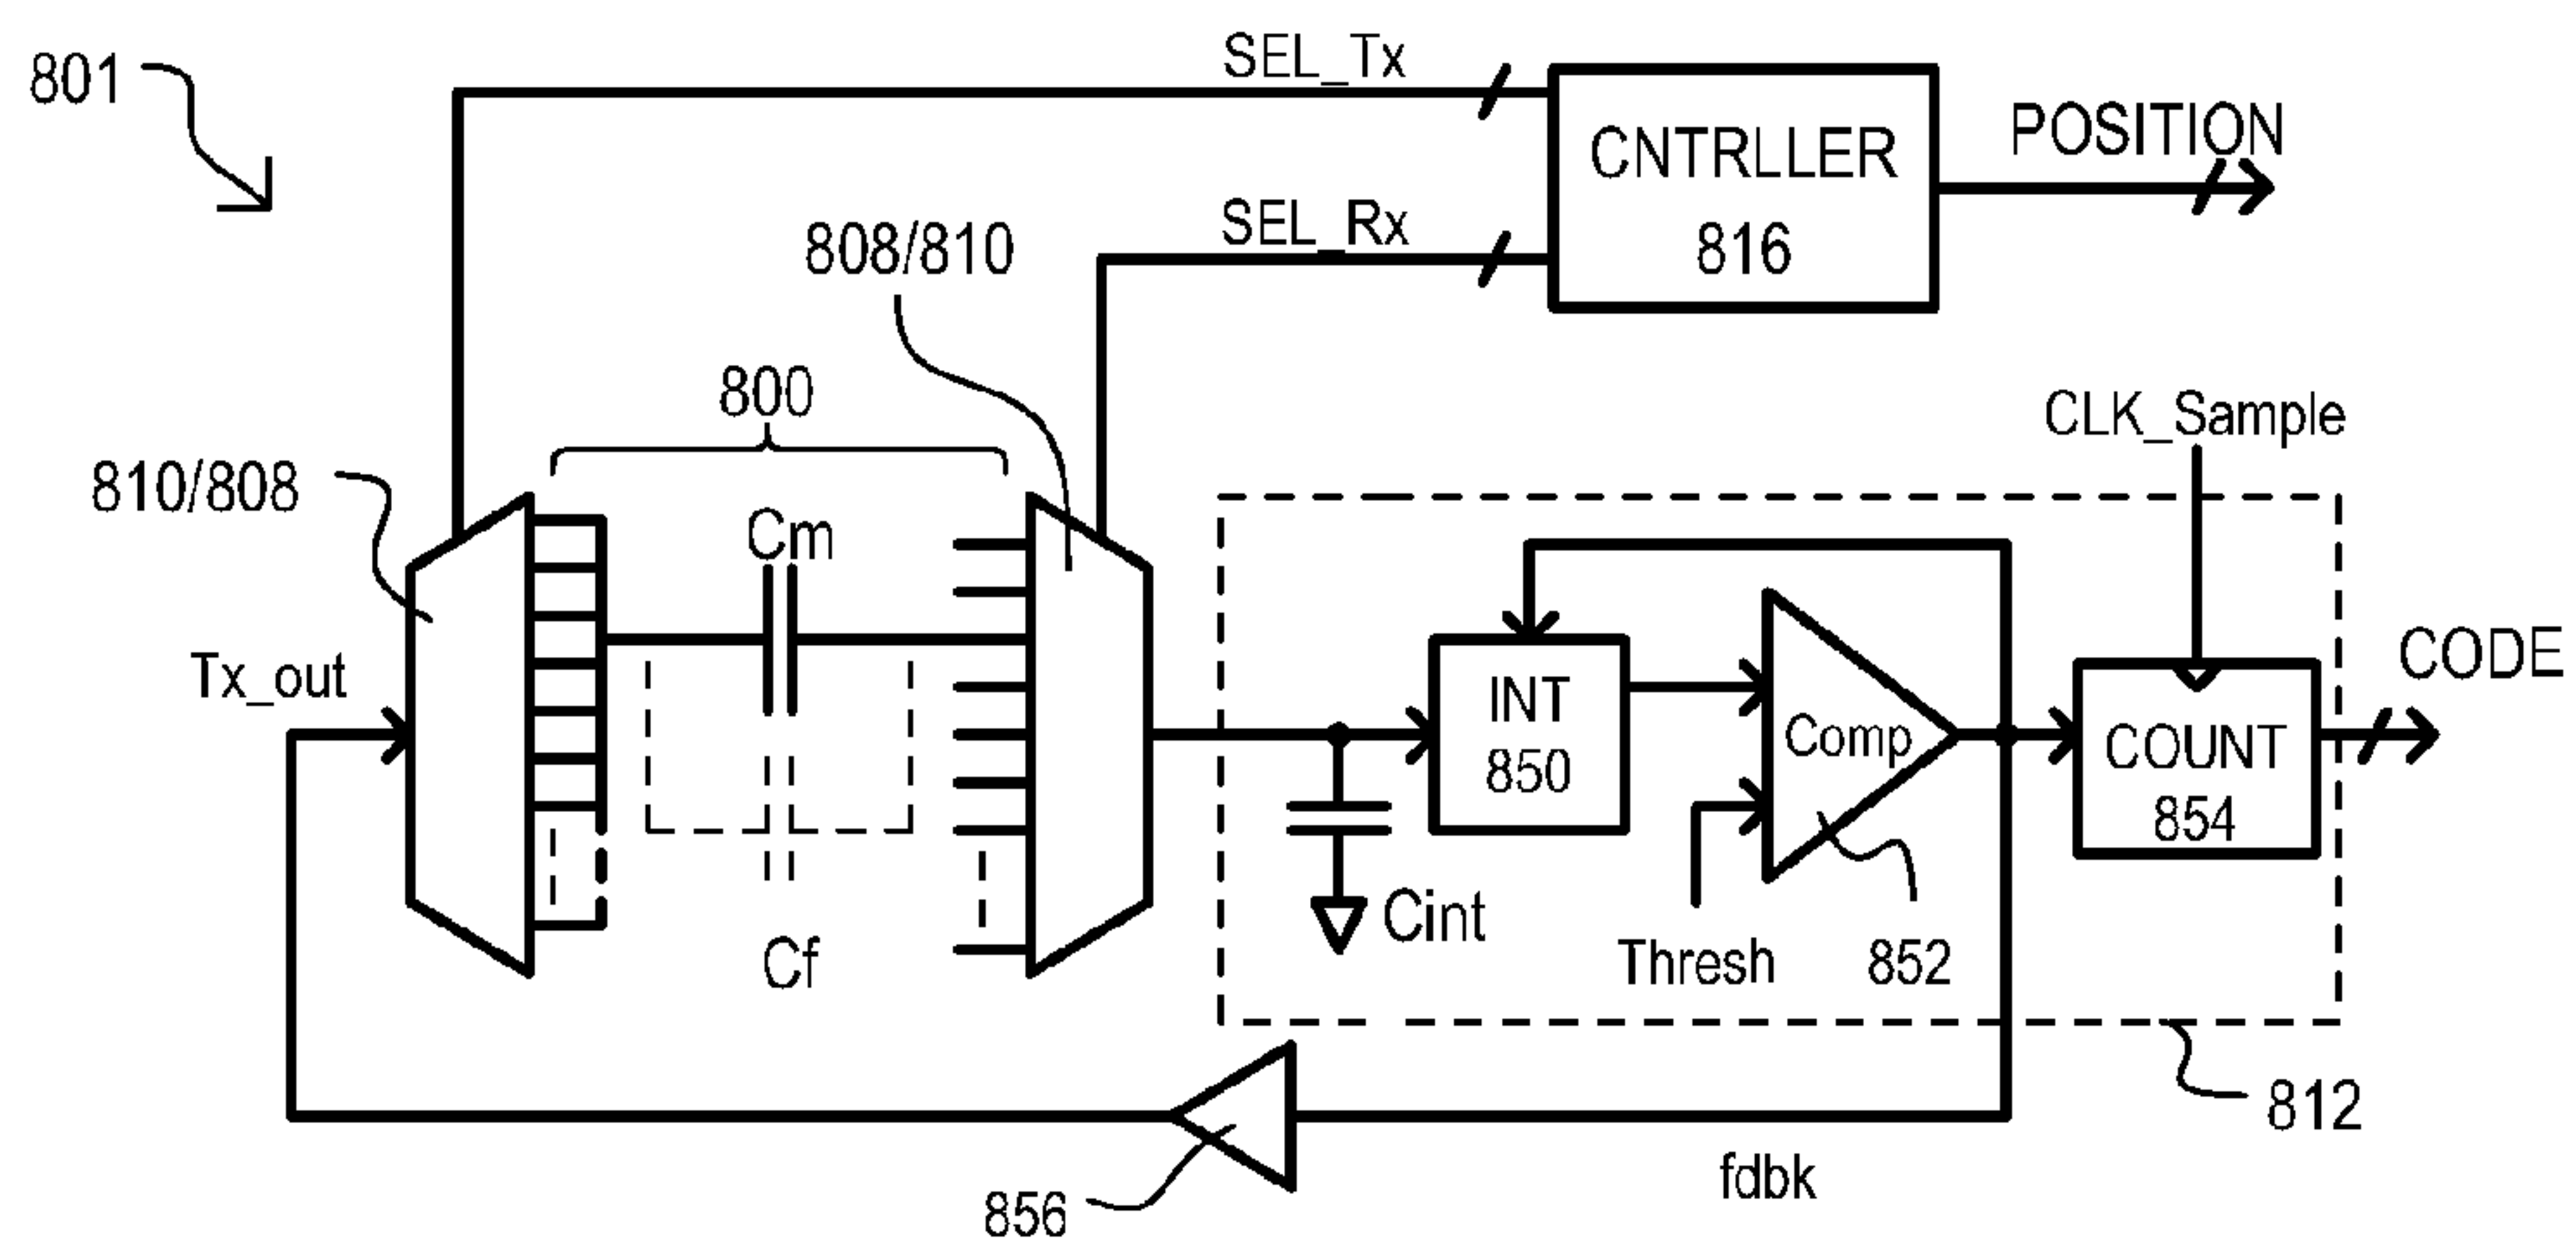 SEL_Tx
801
CNTRLLER
816
POSITION
SEL_Rx
808/810
800
CLK_Sample
810/808
Cm
Tx_out
INT
850
Comp
COUNT
854
CODE
Cf
Cint
Thresh
852
812
856
fdbk